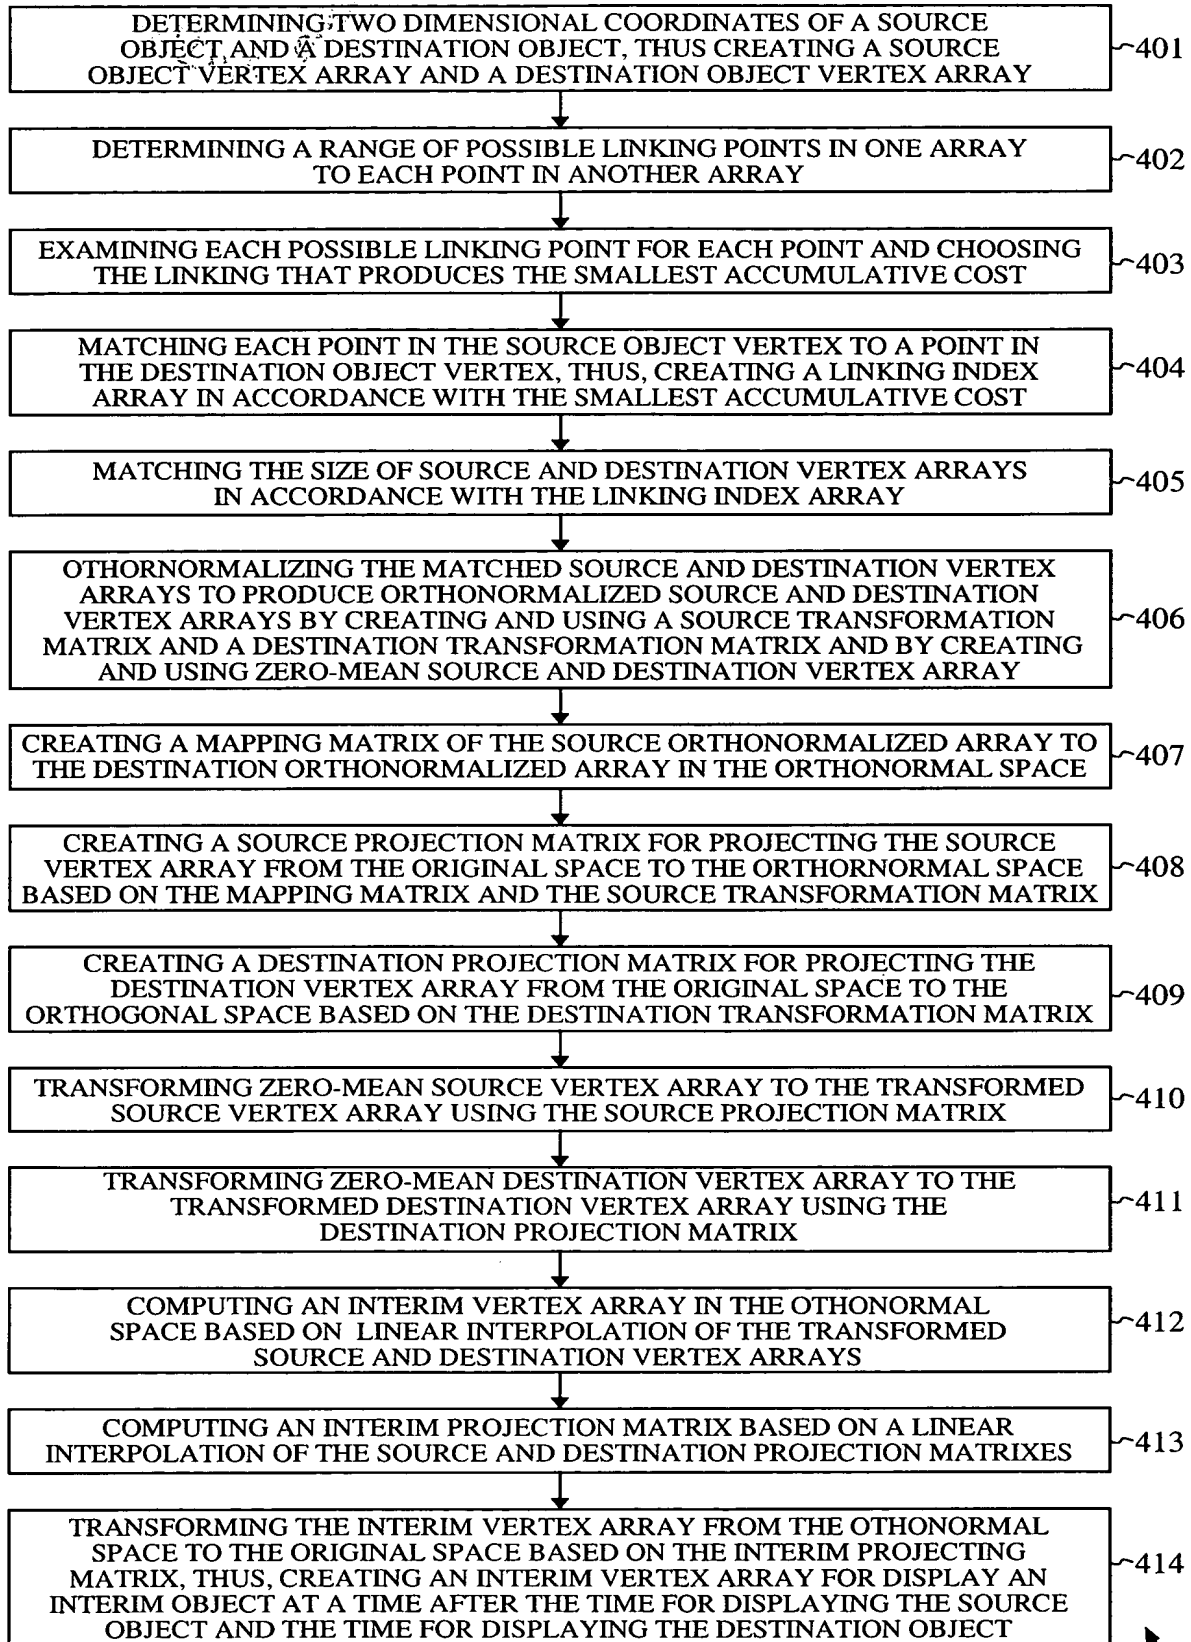 DETERMINING TWO DIMENSIONAL COORDINATES OF A SOURCE
OBJECT AND A DESTINATION OBJECT, THUS CREATING A SOURCE
OBJECT VERTEX ARRAY AND A DESTINATION OBJECT VERTEX ARRAY
401
DETERMINING A RANGE OF POSSIBLE LINKING POINTS IN ONE ARRAY
TO EACH POINT IN ANOTHER ARRAY
402
EXAMINING EACH POSSIBLE LINKING POINT FOR EACH POINT AND CHOOSING
THE LINKING THAT PRODUCES THE SMALLEST ACCUMULATIVE COST
403
MATCHING EACH POINT IN THE SOURCE OBJECT VERTEX TO A POINT IN
THE DESTINATION OBJECT VERTEX, THUS, CREATING A LINKING INDEX
ARRAY IN ACCORDANCE WITH THE SMALLEST ACCUMULATIVE COST
404
MATCHING THE SIZE OF SOURCE AND DESTINATION VERTEX ARRAYS
IN ACCORDANCE WITH THE LINKING INDEX ARRAY
405
OTHORNORMALIZING THE MATCHED SOURCE AND DESTINATION VERTEX
ARRAYS TO PRODUCE ORTHONORMALIZED SOURCE AND DESTINATION
VERTEX ARRAYS BY CREATING AND USING A SOURCE TRANSFORMATION
MATRIX AND A DESTINATION TRANSFORMATION MATRIX AND BY CREATING
AND USING ZERO-MEAN SOURCE AND DESTINATION VERTEX ARRAY
406
CREATING A MAPPING MATRIX OF THE SOURCE ORTHONORMALIZED ARRAY TO
THE DESTINATION ORTHONORMALIZED ARRAY IN THE ORTHONORMAL SPACE
407
CREATING A SOURCE PROJECTION MATRIX FOR PROJECTING THE SOURCE
VERTEX ARRAY FROM THE ORIGINAL SPACE TO THE ORTHORNORMAL SPACE
BASED ON THE MAPPING MATRIX AND THE SOURCE TRANSFORMATION MATRIX
408
CREATING A DESTINATION PROJECTION MATRIX FOR PROJECTING THE
DESTINATION VERTEX ARRAY FROM THE ORIGINAL SPACE TO THE
ORTHOGONAL SPACE BASED ON THE DESTINATION TRANSFORMATION MATRIX
409
TRANSFORMING ZERO-MEAN SOURCE VERTEX ARRAY TO THE TRANSFORMED
SOURCE VERTEX ARRAY USING THE SOURCE PROJECTION MATRIX
410
TRANSFORMING ZERO-MEAN DESTINATION VERTEX ARRAY TO THE
TRANSFORMED DESTINATION VERTEX ARRAY USING THE
DESTINATION PROJECTION MATRIX
411
COMPUTING AN INTERIM VERTEX ARRAY IN THE OTHONORMAL
SPACE BASED ON LINEAR INTERPOLATION OF THE TRANSFORMED
SOURCE AND DESTINATION VERTEX ARRAYS
412
COMPUTING AN INTERIM PROJECTION MATRIX BASED ON A LINEAR
INTERPOLATION OF THE SOURCE AND DESTINATION PROJECTION MATRIXES
413
TRANSFORMING THE INTERIM VERTEX ARRAY FROM THE OTHONORMAL
SPACE TO THE ORIGINAL SPACE BASED ON THE INTERIM PROJECTING
MATRIX, THUS, CREATING AN INTERIM VERTEX ARRAY FOR DISPLAY AN
INTERIM OBJECT AT A TIME AFTER THE TIME FOR DISPLAYING THE SOURCE
OBJECT AND THE TIME FOR DISPLAYING THE DESTINATION OBJECT
414